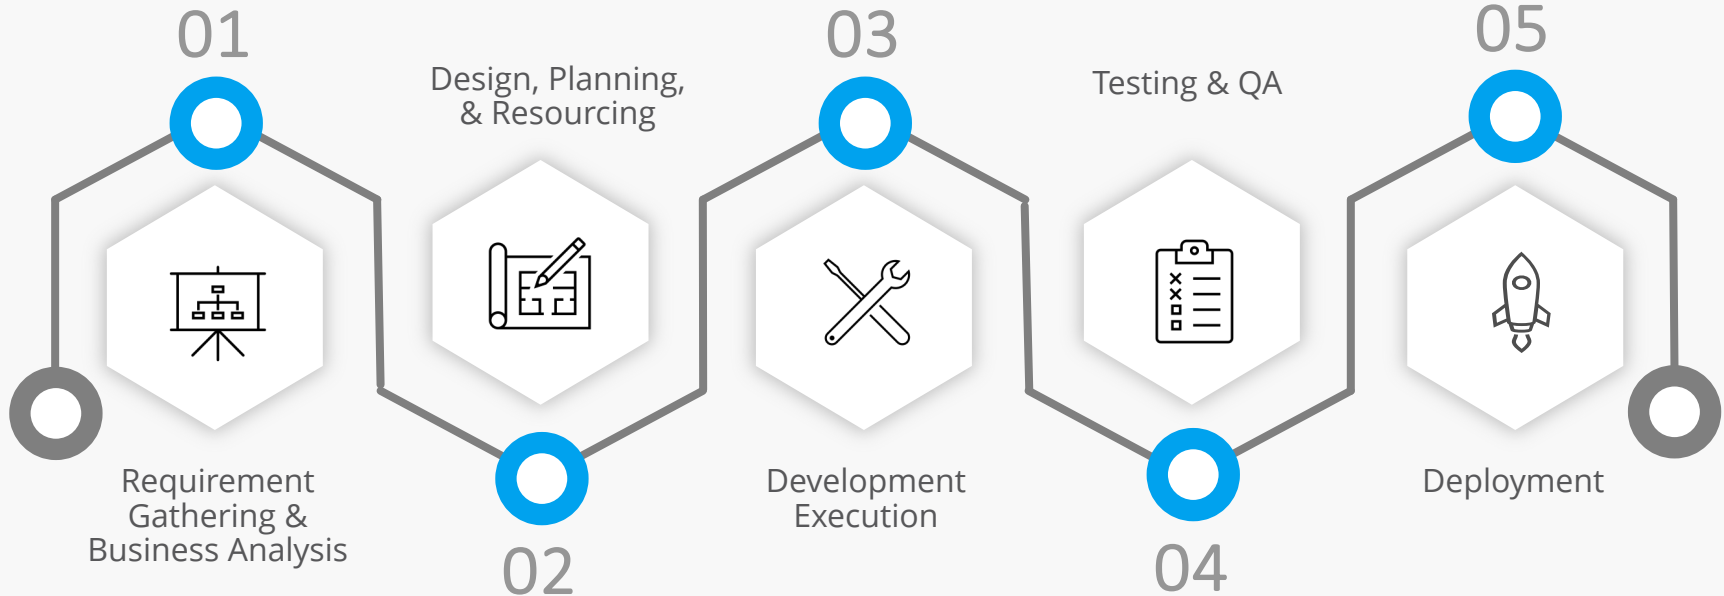 01
Requirement
Gathering &
Business Analysis
Design, Planning,
& Resourcing
02
03
Development
Execution
Testing & QA
04
05
Deployment